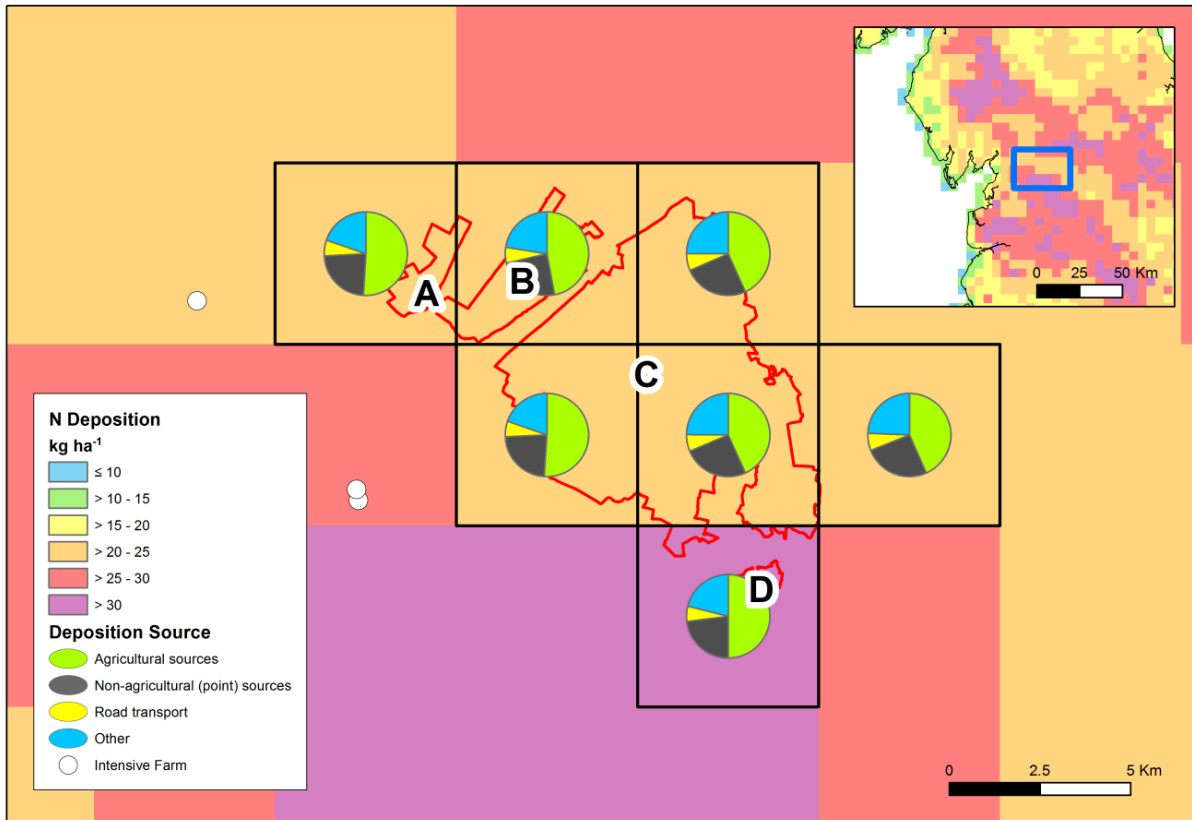 0 25 50 Km
A
B
C
D
N Deposition
kg ha⁻¹
≤ 10
> 10 - 15
> 15 - 20
> 20 - 25
> 25 - 30
> 30
Deposition Source
Agricultural sources
Non-agricultural (point) sources
Road transport
Other
Intensive Farm
0 2.5 5 Km